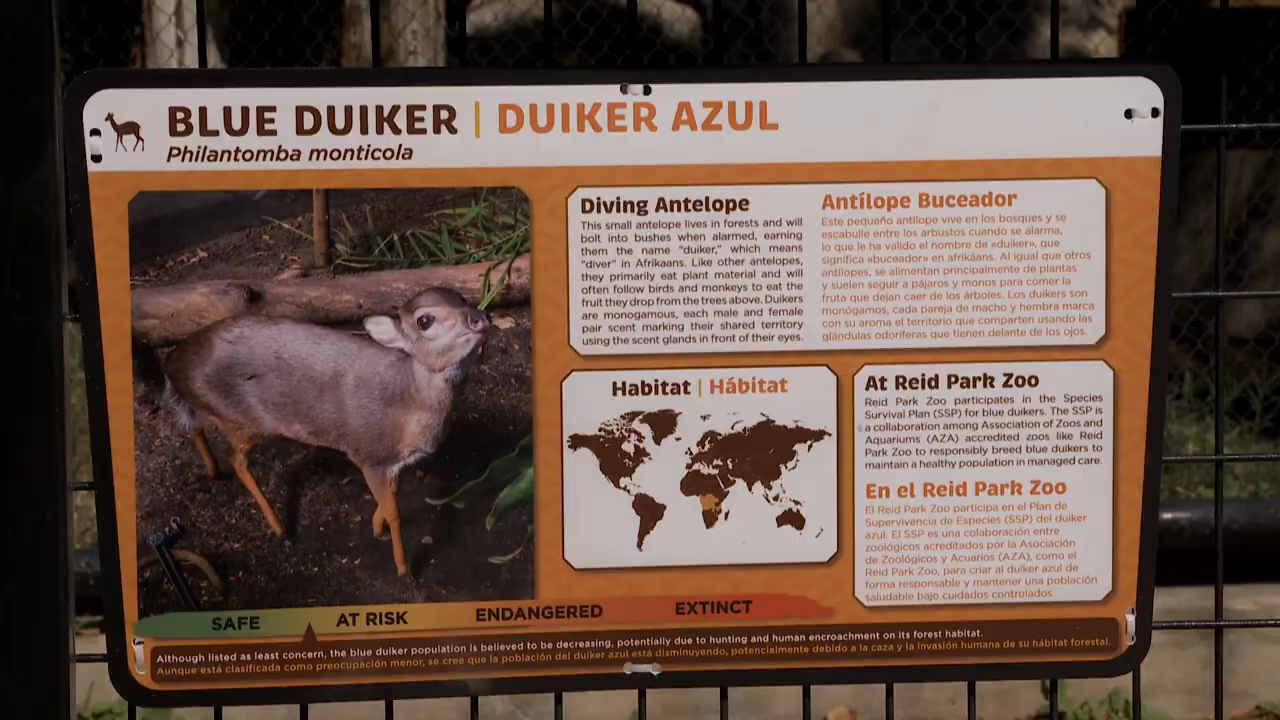 BLUE DUIKER | DUIKER AZUL
Philantomba monticola
Diving Antelope
This small antelope lives in forests and will
bolt into bushes when alarmed, earning
them the name "duiker," which means
"diver" in Afrikaans. Like other antelopes,
they primarily eat plant material and will
often follow birds and monkeys to eat the
fruit they drop from the trees above. Duikers
are monogamous, each male and female
pair scent marking their shared territory
using the scent glands in front of their eyes.
Antílope Buceador
Este pequeño antílope vive en los bosques y se
escabulle entre los arbustos cuando se alarma,
lo que le ha valido el nombre de «duiker», que
significa «buceador» en afrikáans. Al igual que otros
antílopes, se alimentan principalmente de plantas
y suelen seguir a pájaros y monos para comer la
fruta que dejan caer de los árboles. Los duikers son
monógamos, cada pareja de macho y hembra marca
con su aroma el territorio que comparten usando las
glándulas odoríferas que tienen delante de los ojos.
Habitat | Hábitat
At Reid Park Zoo
Reid Park Zoo participates in the Species
Survival Plan (SSP) for blue duikers. The SSP is
a collaboration among Association of Zoos and
Aquariums (AZA) accredited zoos like Reid
Park Zoo to responsibly breed blue duikers to
maintain a healthy population in managed care.
En el Reid Park Zoo
El Reid Park Zoo participa en el Plan de
Supervivencia de Especies (SSP) del duiker
azul. El SSP es una colaboración entre
zoológicos acreditados por la Asociación
de Zoológicos y Acuarios (AZA), como el
Reid Park Zoo, para criar al duiker azul de
forma responsable y mantener una población
saludable bajo cuidados controlados.
SAFE AT RISK ENDANGERED EXTINCT
Although listed as least concern, the blue duiker population is believed to be decreasing, potentially due to hunting and human encroachment on its forest habitat.
Aunque está clasificada como preocupación menor, se cree que la población del duiker azul está disminuyendo, potencialmente debido a la caza y la invasión humana de su hábitat forestal.